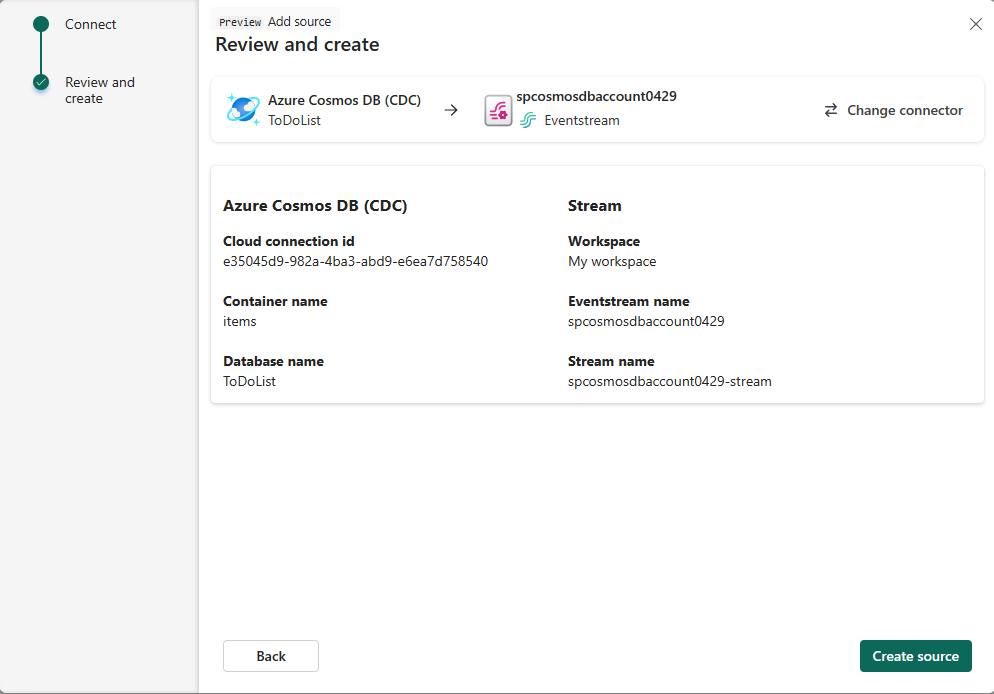 Connect
Review and
create
Preview Add source
Review and create
Azure Cosmos DB (CDC)
ToDoList
spcosmosdbaccount0429
Eventstream
Change connector
Azure Cosmos DB (CDC)
Cloud connection id
e35045d9-982a-4ba3-abd9-e6ea7d758540
Container name
items
Database name
ToDoList
Stream
Workspace
My workspace
Eventstream name
spcosmosdbaccount0429
Stream name
spcosmosdbaccount0429-stream
Back
Create source